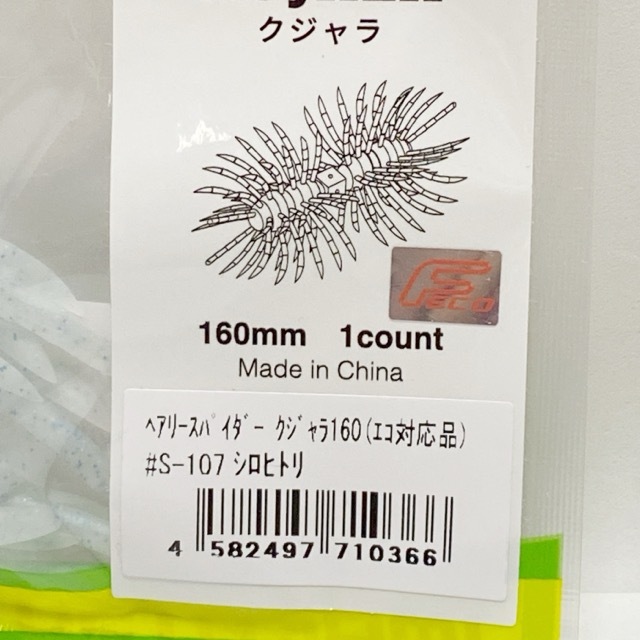 クジャラ
FECO
160mm 1count
Made in China
ﾍｱﾘｰｽﾊﾟｲﾀﾞｰ ｸｼﾞｬﾗ160(ｴｺ対応品)
#S-107 シロヒトリ
4 582497 710366